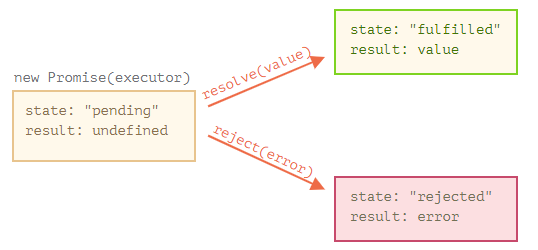 new Promise(executor)
state: "pending"
result: undefined
resolve(value)
reject(error)
state: "fulfilled"
result: value
state: "rejected"
result: error